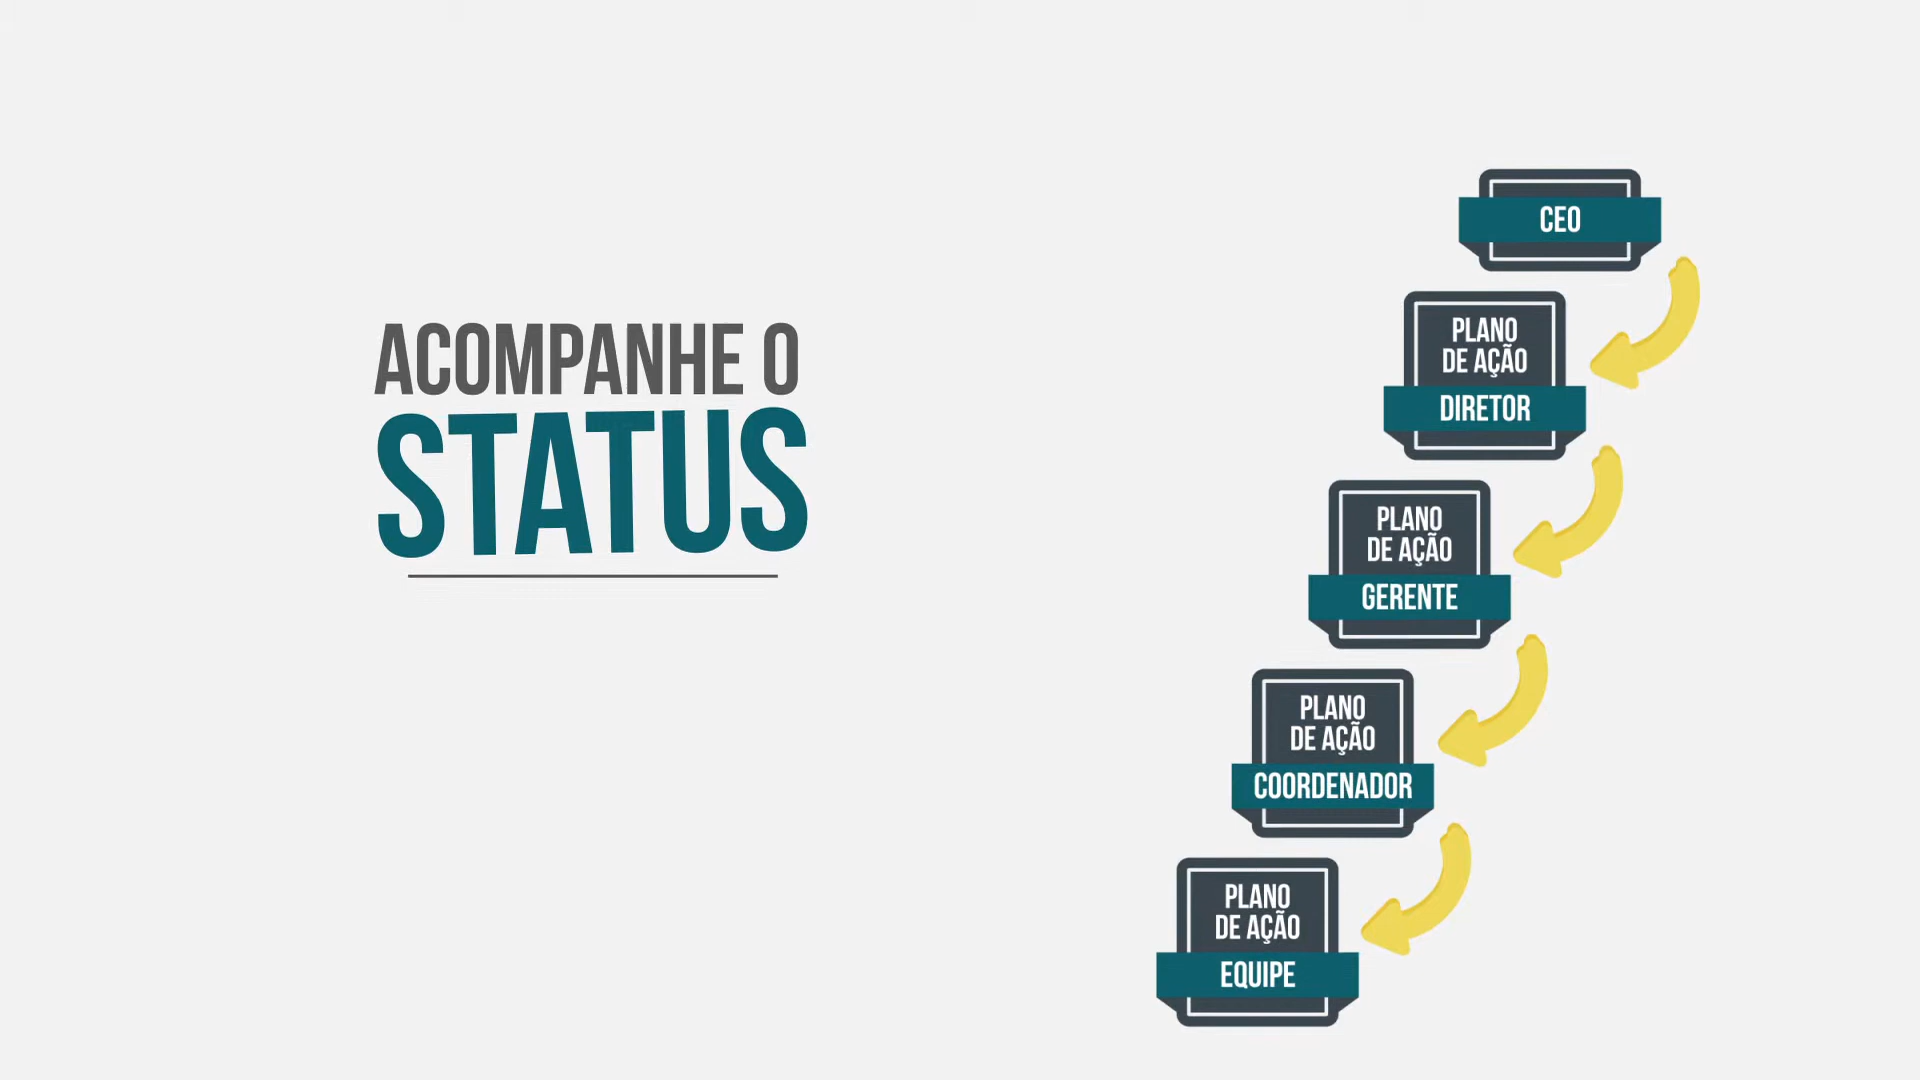 ACOMPANHE O
STATUS
CEO
PLANO
DE AÇÃO
DIRETOR
PLANO
DE AÇÃO
GERENTE
PLANO
DE AÇÃO
COORDENADOR
PLANO
DE AÇÃO
EQUIPE